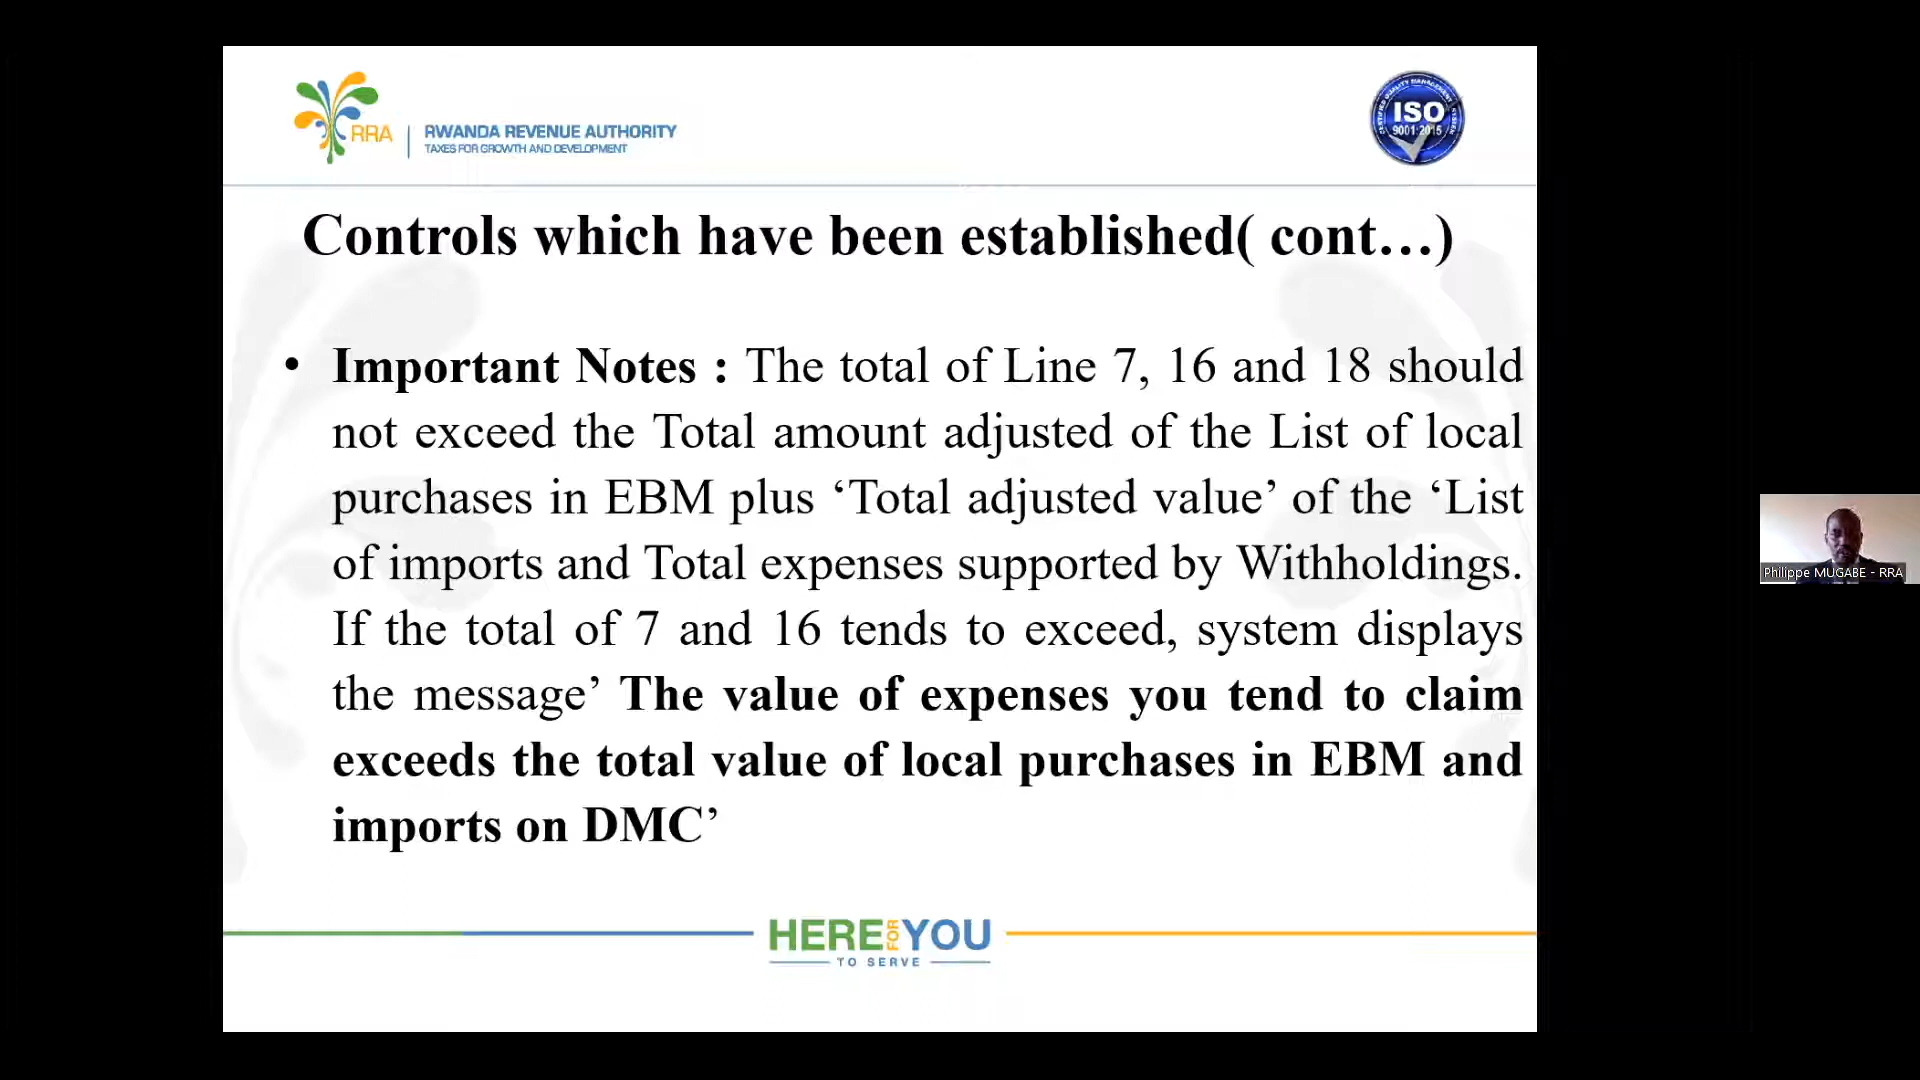 RRA
RWANDA REVENUE AUTHORITY
TAXES FOR GROWTH AND DEVELOPMENT
CERTIFIED QUALITY MANAGEMENT SYSTEM
ISO
9001:2015
Controls which have been established( cont…)
• Important Notes : The total of Line 7, 16 and 18 should
not exceed the Total amount adjusted of the List of local
purchases in EBM plus ‘Total adjusted value’ of the ‘List
of imports and Total expenses supported by Withholdings.
If the total of 7 and 16 tends to exceed, system displays
the message’ The value of expenses you tend to claim
exceeds the total value of local purchases in EBM and
imports on DMC’
Philippe MUGABE - RRA
HERE FOR YOU
TO SERVE